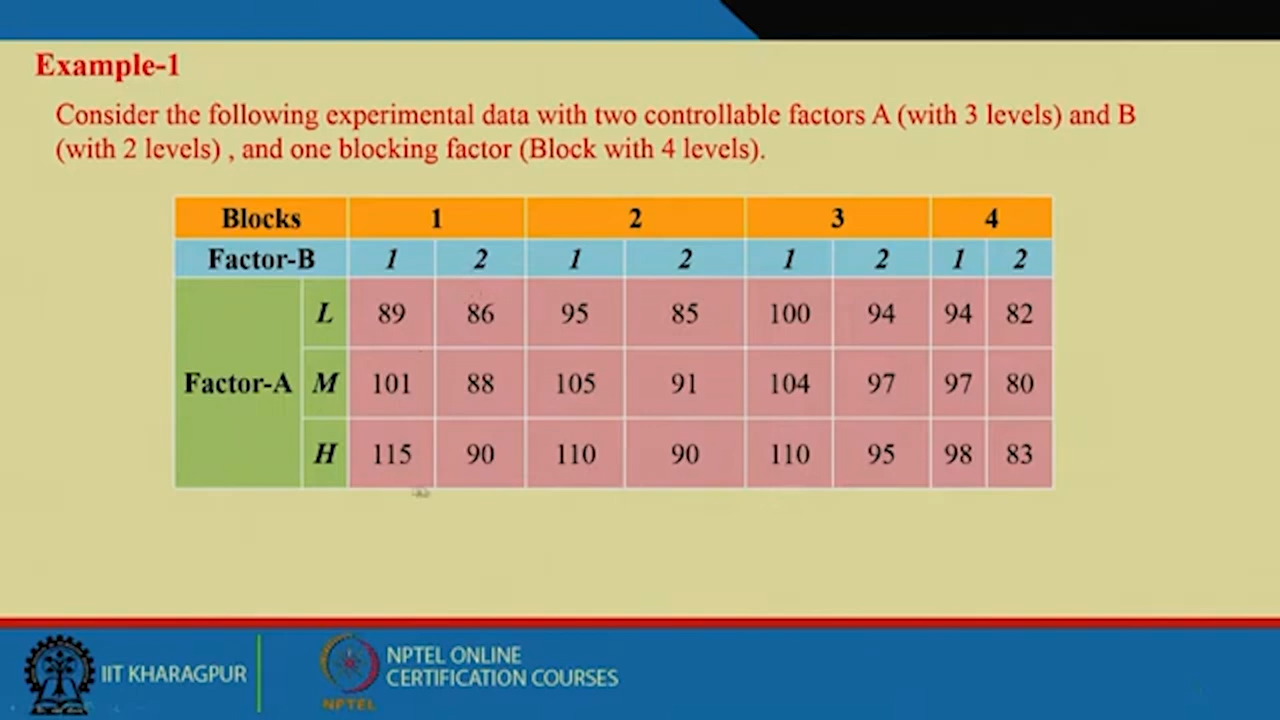 Example-1
Consider the following experimental data with two controllable factors A (with 3 levels) and B
(with 2 levels) , and one blocking factor (Block with 4 levels).
Blocks 1 2 3 4
Factor-B 1 2 1 2 1 2 1 2
L 89 86 95 85 100 94 94 82
Factor-A M 101 88 105 91 104 97 97 80
H 115 90 110 90 110 95 98 83
IIT KHARAGPUR
NPTEL ONLINE
CERTIFICATION COURSES
NPTEL